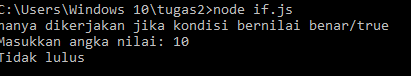 C:\Users\Windows 10\tugas2>node if.js
hanya dikerjakan jika kondisi bernilai benar/true
Masukkan angka nilai: 10
Tidak lulus